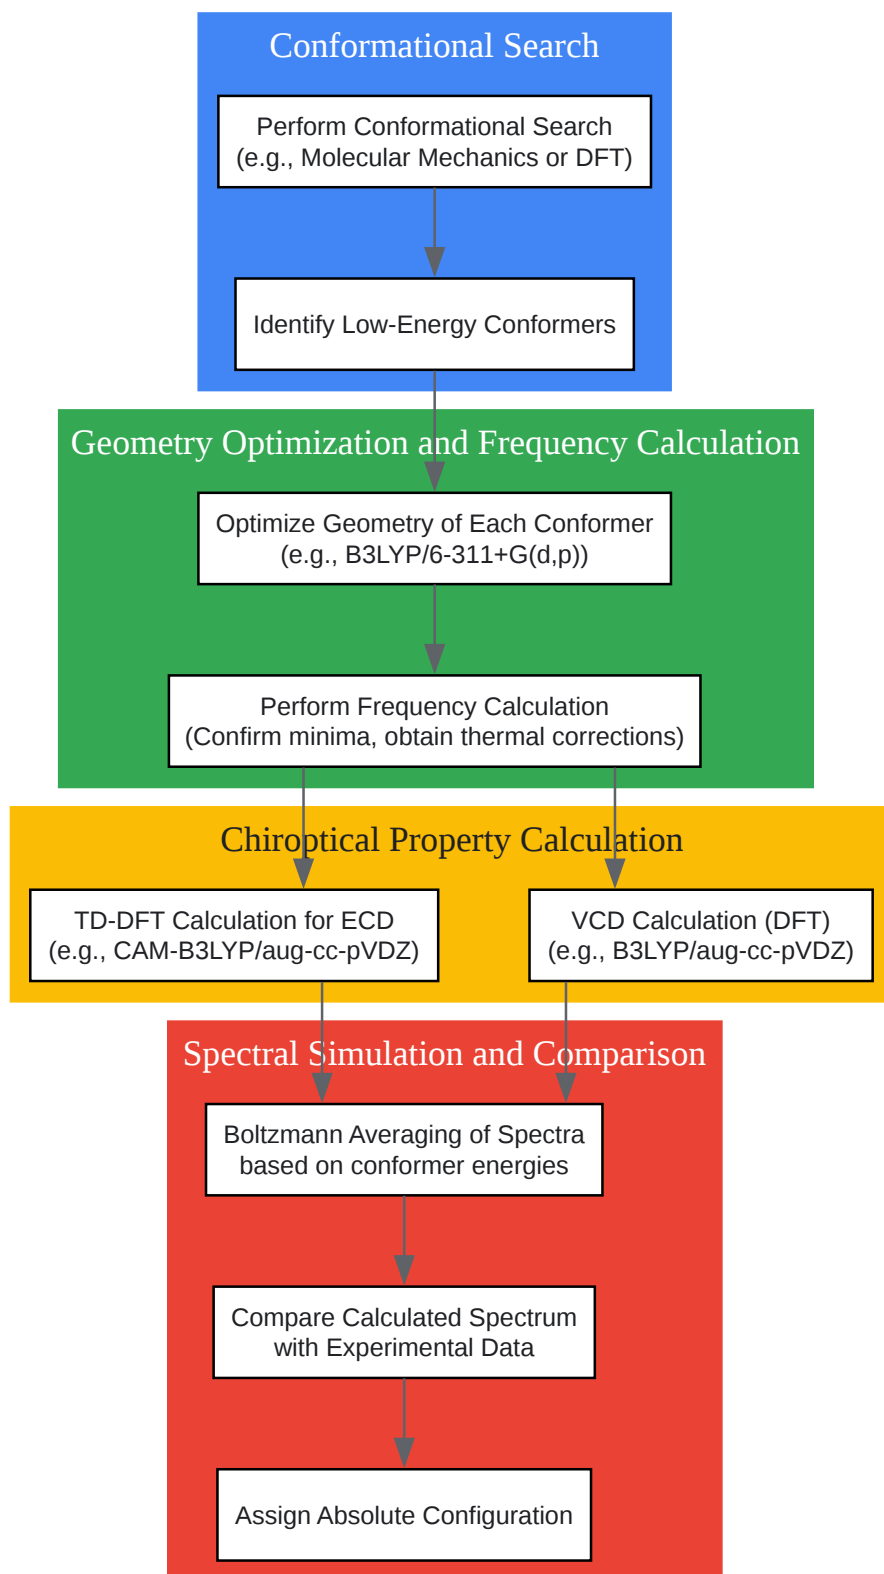 Conformational Search
Perform Conformational Search
(e.g., Molecular Mechanics or DFT)
Identify Low-Energy Conformers
Geometry Optimization and Frequency Calculation
Optimize Geometry of Each Conformer
(e.g., B3LYP/6-311+G(d,p))
Perform Frequency Calculation
(Confirm minima, obtain thermal corrections)
Chiroptical Property Calculation
TD-DFT Calculation for ECD
(e.g., CAM-B3LYP/aug-cc-pVDZ)
VCD Calculation (DFT)
(e.g., B3LYP/aug-cc-pVDZ)
Spectral Simulation and Comparison
Boltzmann Averaging of Spectra
based on conformer energies
Compare Calculated Spectrum
with Experimental Data
Assign Absolute Configuration